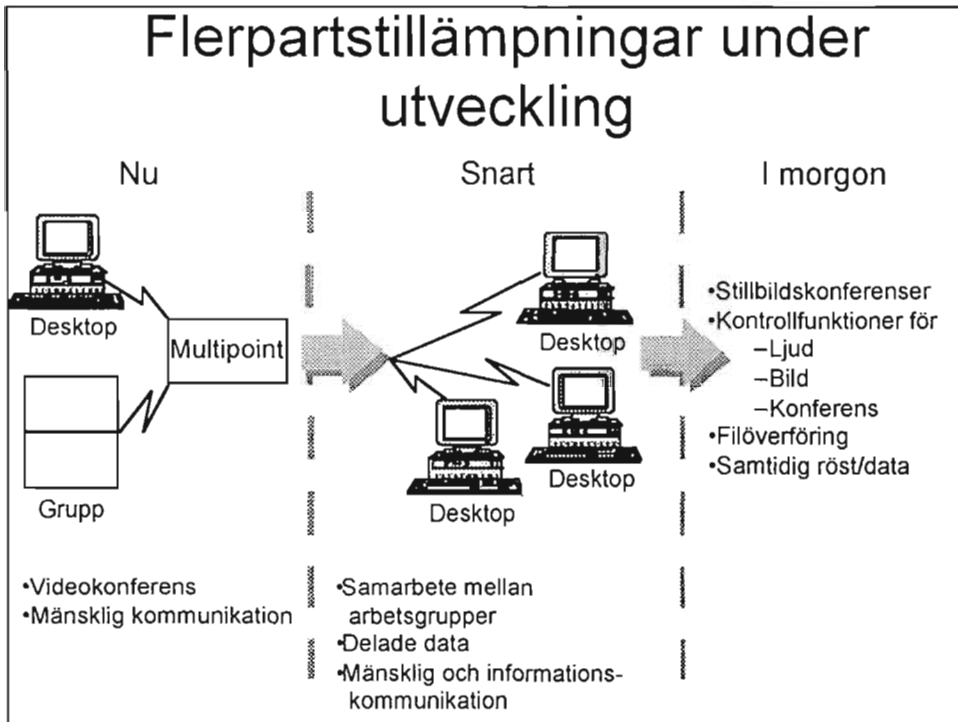 Flerpartstillämpningar under
utveckling
Nu
Desktop
Multipoint
Grupp
•Videokonferens
•Mänsklig kommunikation
Snart
Desktop
Desktop
Desktop
•Samarbete mellan
arbetsgrupper
•Delade data
•Mänsklig och informations-
kommunikation
I morgon
•Stillbildskonferenser
•Kontrollfunktioner för
–Ljud
–Bild
–Konferens
•Filöverföring
•Samtidig röst/data